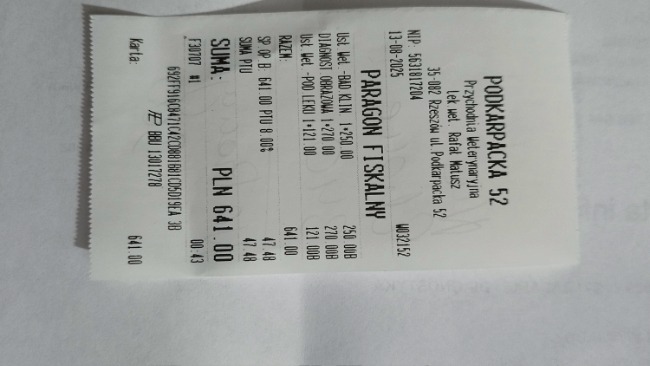 PODKARPACKA 52
Przychodnia Weterynaryjna
lek wet. Rafał Matusz
35-082 Rzeszów ul Podkarpacka 52
NIP: 5631817204
13-08-2025 W032152
PARAGON FISKALNY
Ust Wet -BAD KLIN 1*250.00 250 00B
DIAGNOST OBRAZOWA 1*270 00 270 00B
Ust Wet -POD LEKU 1*121 00 121 00B
RAZEM: 641.00
SP OP B: 641 00 PTU 8.00% 47 48
SUMA PTU 47 48
SUMA: PLN 641.00
F30707 #1 00:43
BBU 13017278
Karta: 641 00